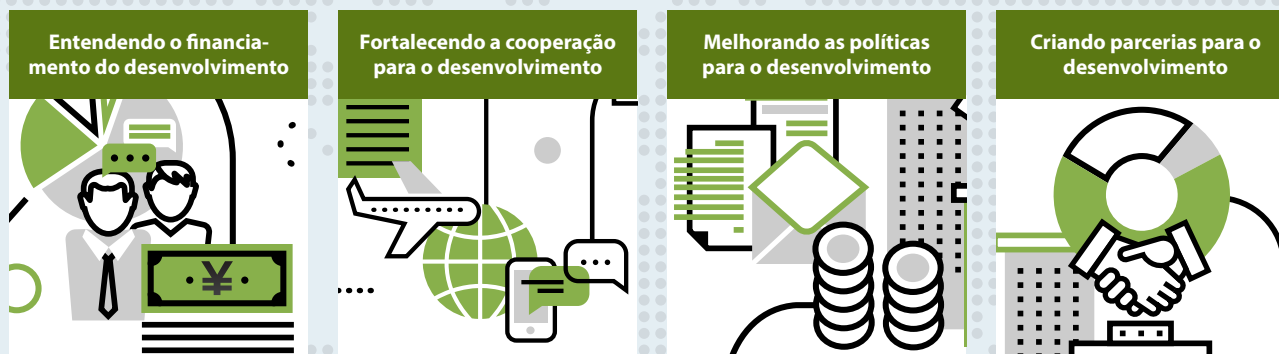 Entendendo o financia-
mento do desenvolvimento
Fortalecendo a cooperação
para o desenvolvimento
Melhorando as políticas
para o desenvolvimento
Criando parcerias para o
desenvolvimento
¥